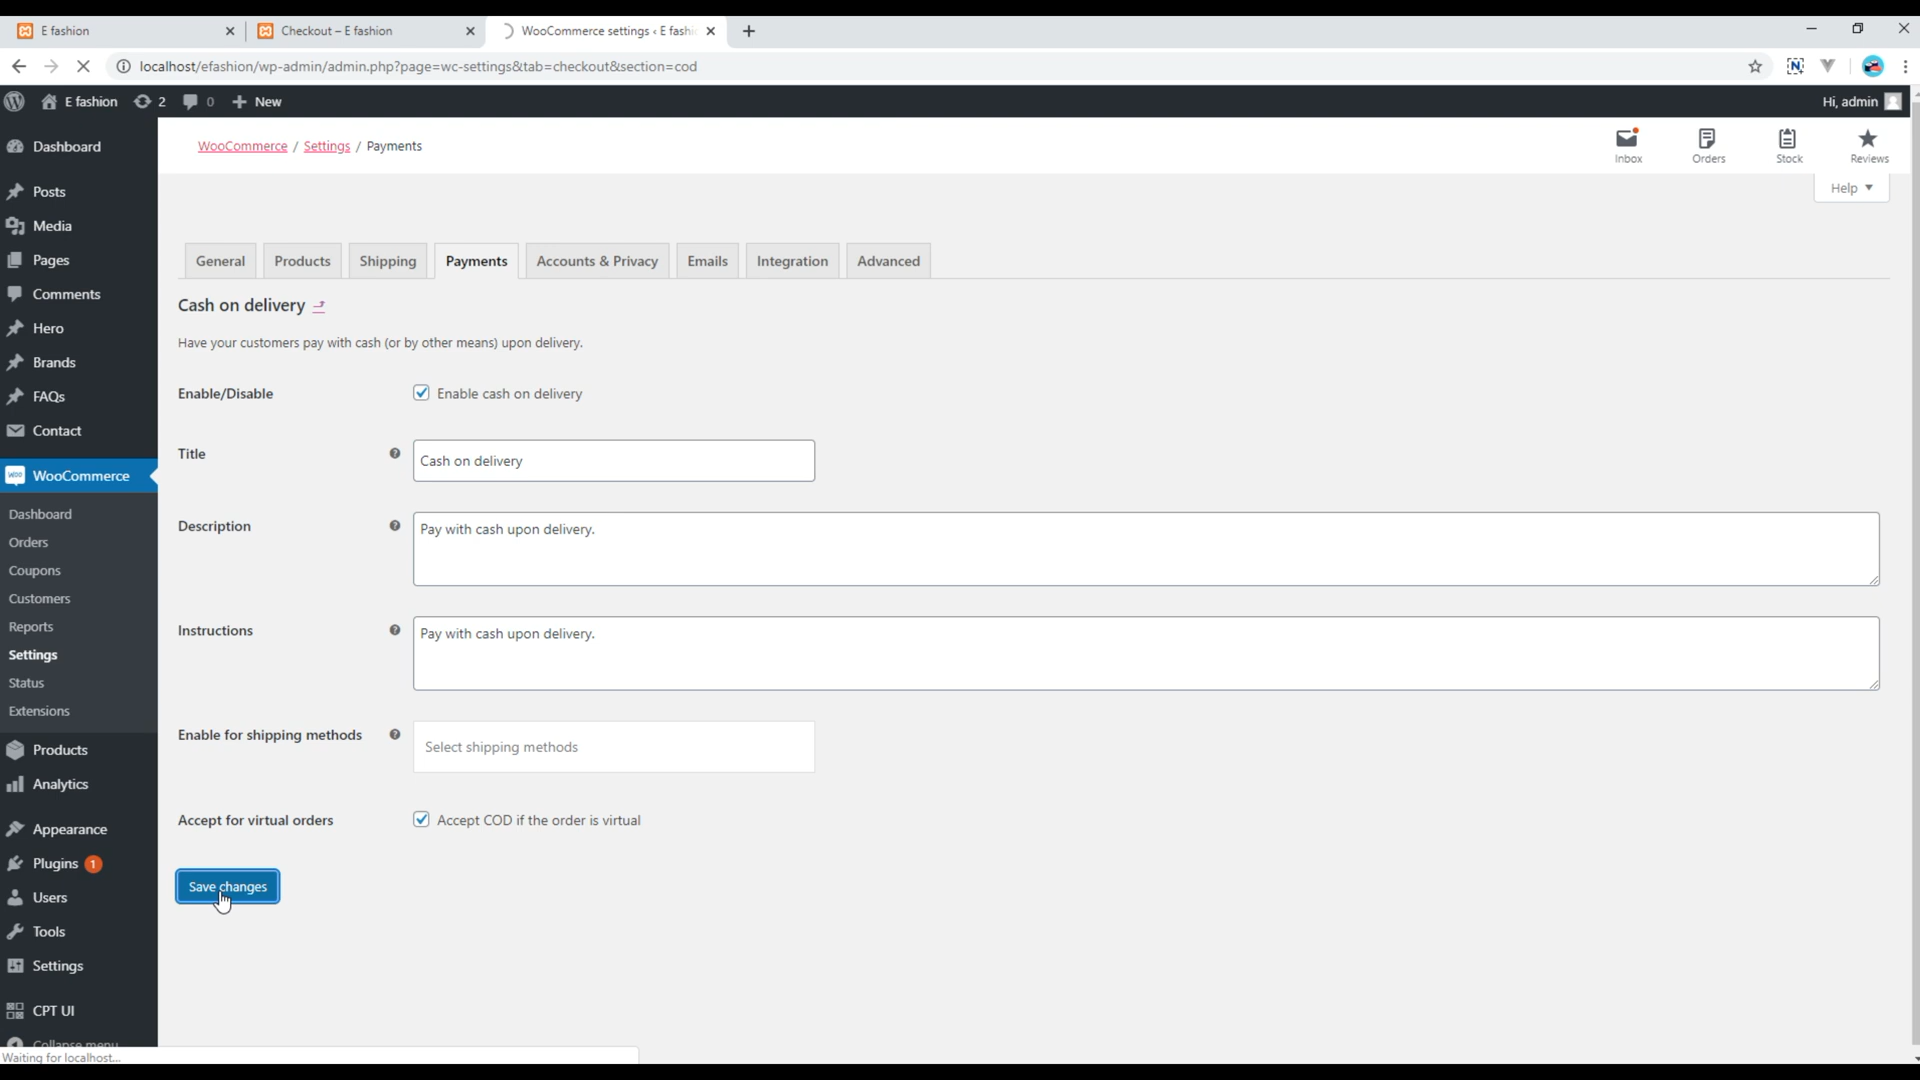 E fashion
Checkout – E fashion
WooCommerce settings ‹ E fashi
localhost/efashion/wp-admin/admin.php?page=wc-settings&tab=checkout&section=cod
E fashion 2 0 New
Hi, admin
Dashboard
Posts
Media
Pages
Comments
Hero
Brands
FAQs
Contact
WooCommerce
Dashboard
Orders
Coupons
Customers
Reports
Settings
Status
Extensions
Products
Analytics
Appearance
Plugins 1
Users
Tools
Settings
CPT UI
Collapse menu
WooCommerce / Settings / Payments
Inbox
Orders
Stock
Reviews
Help
General
Products
Shipping
Payments
Accounts & Privacy
Emails
Integration
Advanced
Cash on delivery
Have your customers pay with cash (or by other means) upon delivery.
Enable/Disable
Enable cash on delivery
Title
Cash on delivery
Description
Pay with cash upon delivery.
Instructions
Pay with cash upon delivery.
Enable for shipping methods
Select shipping methods
Accept for virtual orders
Accept COD if the order is virtual
Save changes
Waiting for localhost...